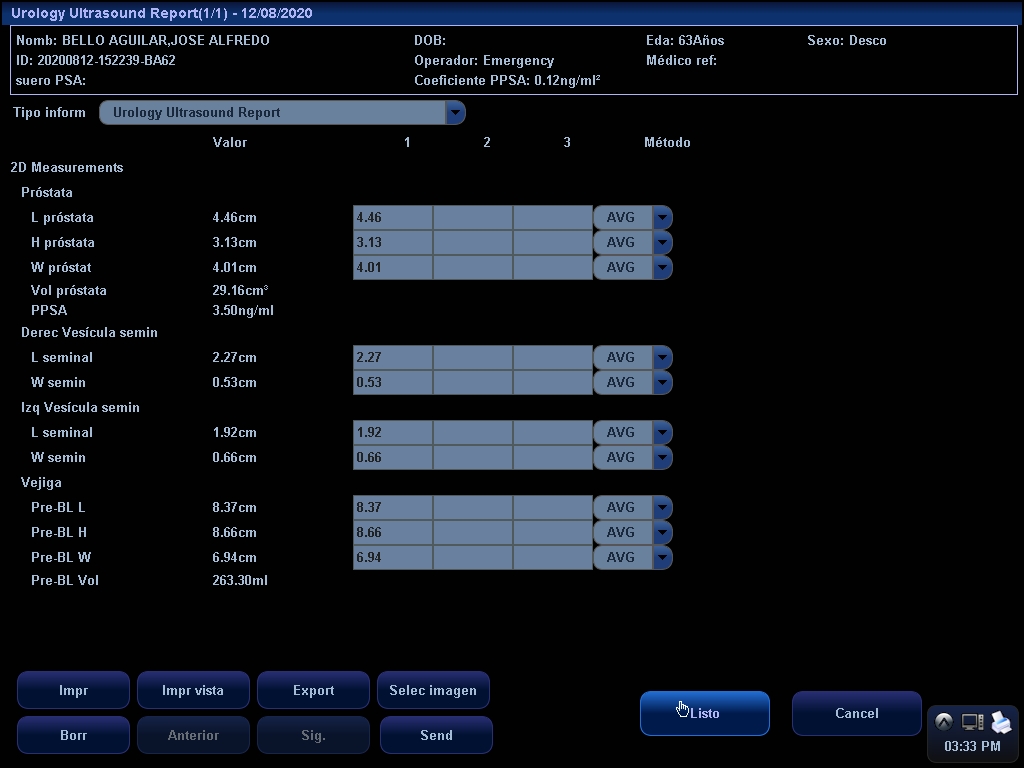 Urology Ultrasound Report(1/1) - 12/08/2020
Nomb: BELLO AGUILAR,JOSE ALFREDO DOB: Eda: 63Años Sexo: Desco
ID: 20200812-152239-BA62 Operador: Emergency Médico ref:
suero PSA: Coeficiente PPSA: 0.12ng/ml²
Tipo inform Urology Ultrasound Report
Valor 1 2 3 Método
2D Measurements
Próstata
L próstata 4.46cm 4.46 AVG
H próstata 3.13cm 3.13 AVG
W próstat 4.01cm 4.01 AVG
Vol próstata 29.16cm³
PPSA 3.50ng/ml
Derec Vesícula semin
L seminal 2.27cm 2.27 AVG
W semin 0.53cm 0.53 AVG
Izq Vesícula semin
L seminal 1.92cm 1.92 AVG
W semin 0.66cm 0.66 AVG
Vejiga
Pre-BL L 8.37cm 8.37 AVG
Pre-BL H 8.66cm 8.66 AVG
Pre-BL W 6.94cm 6.94 AVG
Pre-BL Vol 263.30ml
Impr Impr vista Export Selec imagen
Listo Cancel
Borr Anterior Sig. Send
03:33 PM